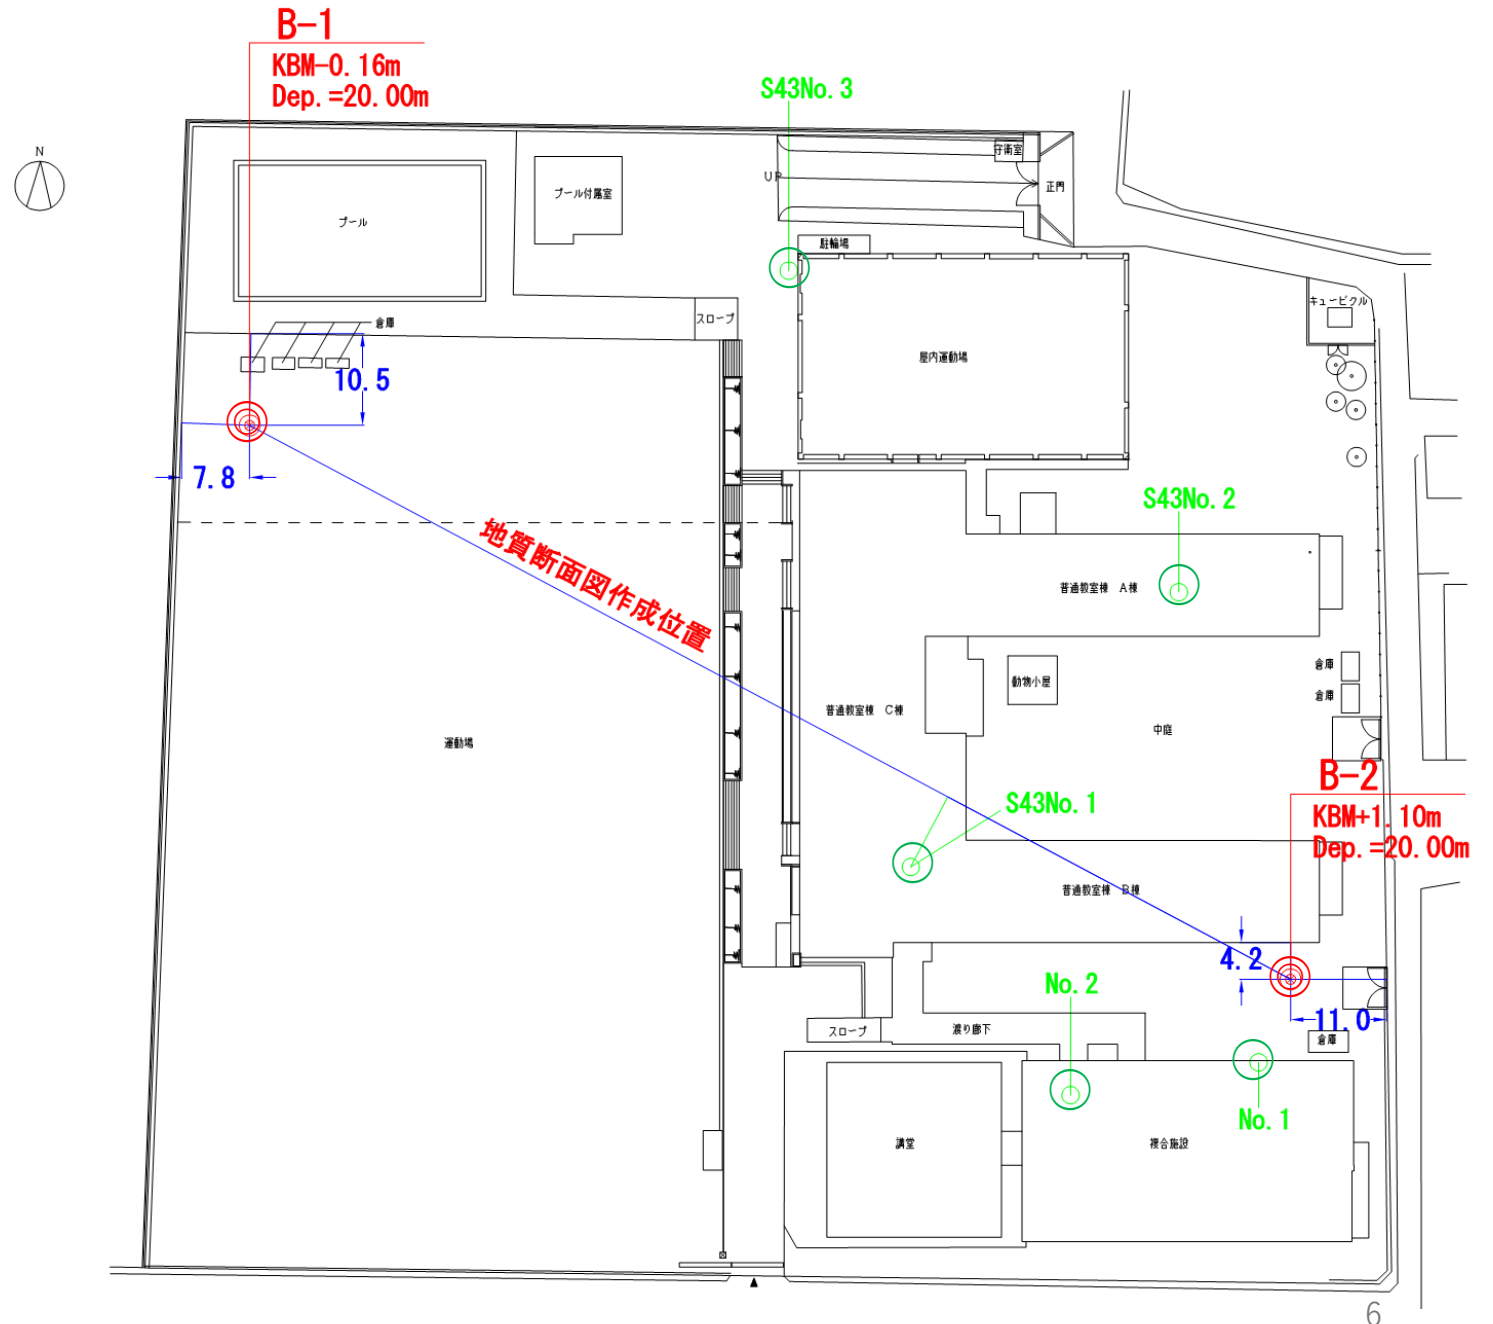 B-1
KBM-0.16m
Dep.=20.00m
S43No.3
N
守衛室
UP
正門
プール付属室
プール
駐輪場
キュービクル
スロープ
倉庫
屋内運動場
10.5
7.8
S43No.2
地質断面図作成位置
普通教室棟 A棟
倉庫
動物小屋
倉庫
普通教室棟 C棟
中庭
運動場
B-2
KBM+1.10m
Dep.=20.00m
S43No.1
普通教室棟 B棟
4.2
No.2
11.0
スロープ
渡り廊下
倉庫
No.1
講堂
複合施設
6